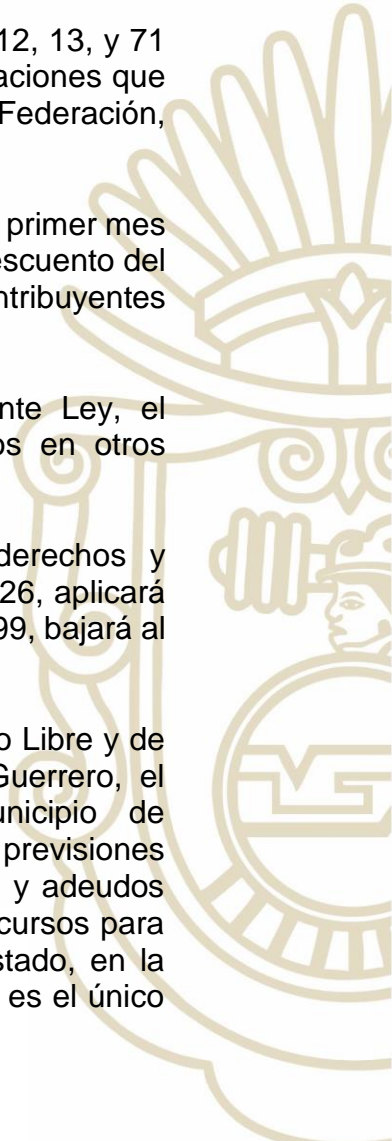 12, 13, y 71
aciones que
Federación,
primer mes
escuento del
ntribuyentes
nte Ley, el
os en otros
derechos y
26, aplicará
99, bajará al
o Libre y de
Guerrero, el
unicipio de
previsiones
y adeudos
cursos para
stado, en la
es el único